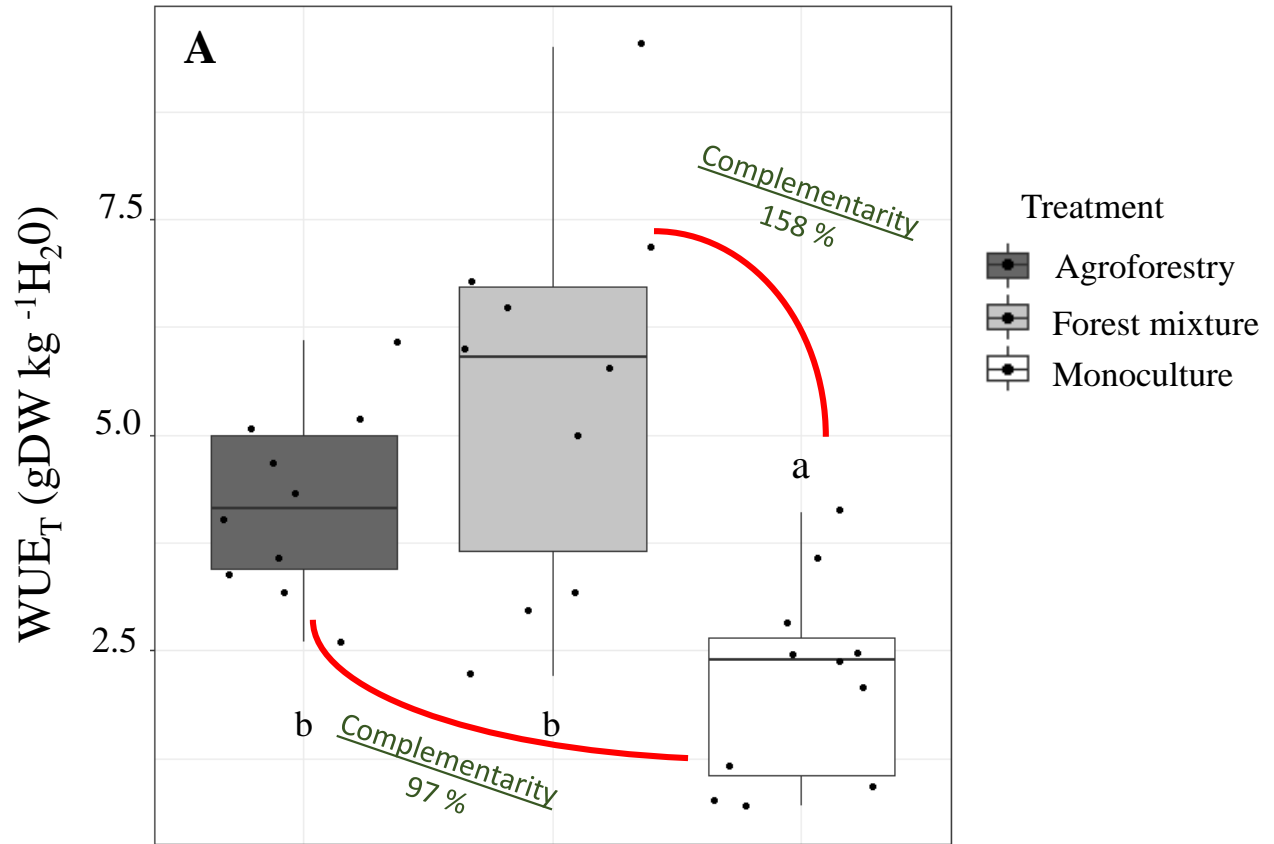 A
WUE_T (gDW kg ⁻¹H₂0)
7.5
5.0
2.5
Complementarity
158 %
a
b
b
Complementarity
97 %
Treatment
Agroforestry
Forest mixture
Monoculture